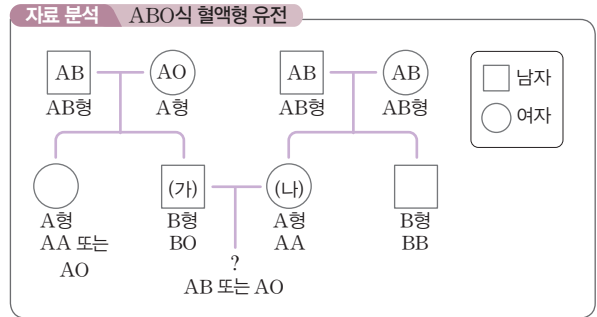 자료 분석 ABO식 혈액형 유전
AB AO AB AB
AB형 A형 AB형 AB형
남자
여자
(가) (나)
A형 B형 A형 B형
AA 또는 BO AA BB
AO
?
AB 또는 AO